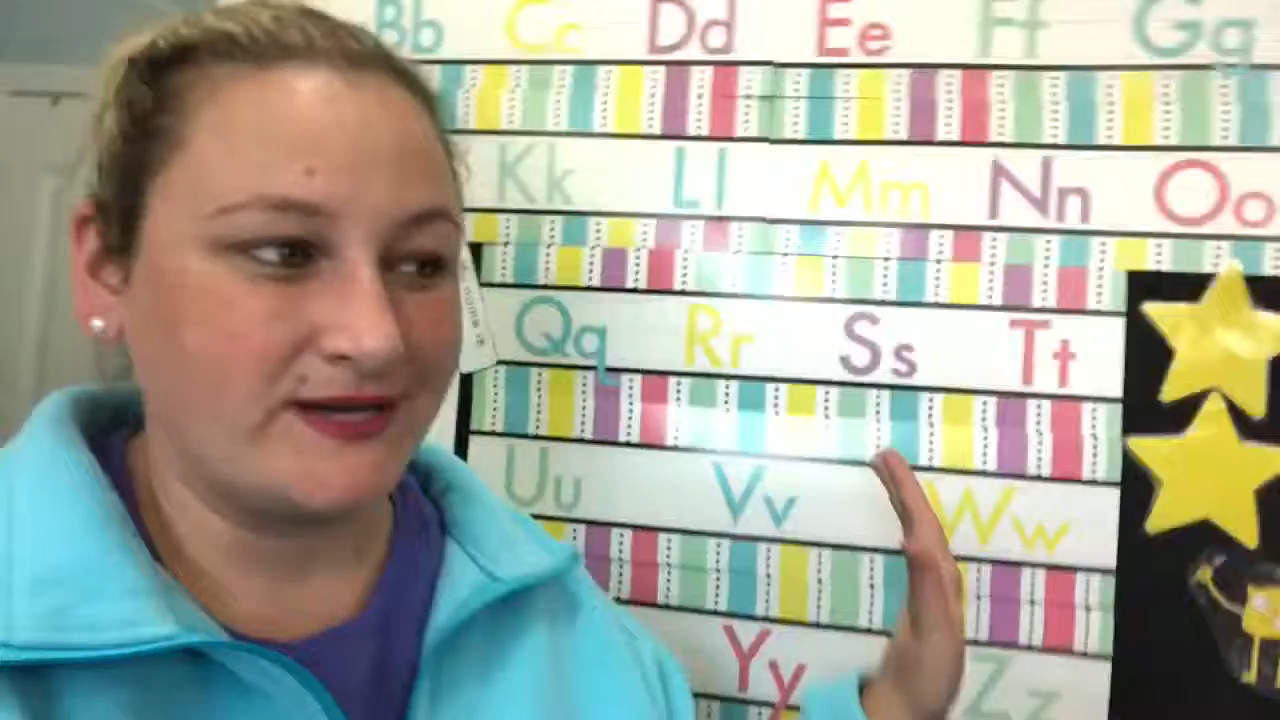 Bb Cc Dd Ee Ff Gg
Kk Ll Mm Nn Oo
Qq Rr Ss Tt
Uu Vv Ww
Yy Zz